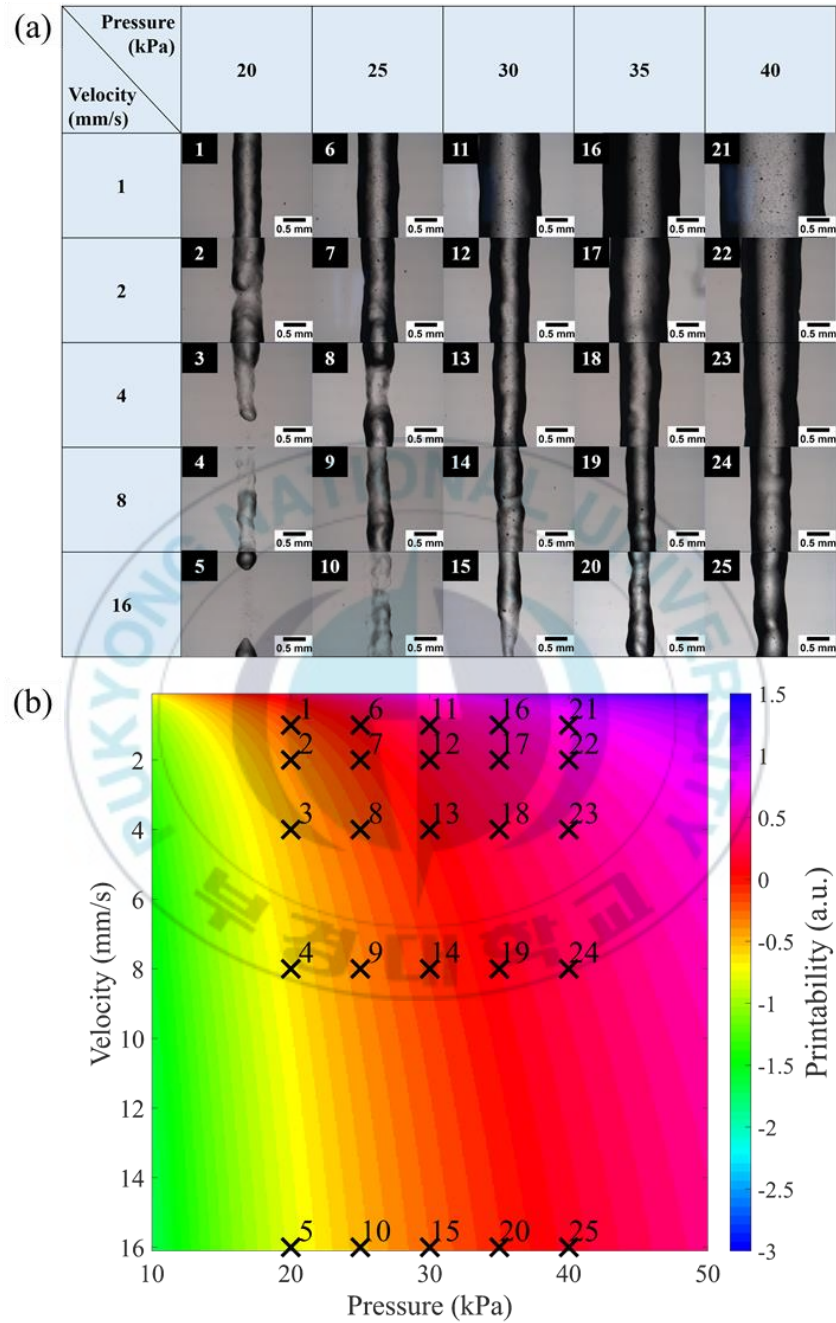 (a)
Pressure
(kPa)
Velocity
(mm/s)
20 25 30 35 40
1
1 6 11 16 21
0.5 mm 0.5 mm 0.5 mm 0.5 mm 0.5 mm
2
2 7 12 17 22
0.5 mm 0.5 mm 0.5 mm 0.5 mm 0.5 mm
4
3 8 13 18 23
0.5 mm 0.5 mm 0.5 mm 0.5 mm 0.5 mm
8
4 9 14 19 24
0.5 mm 0.5 mm 0.5 mm 0.5 mm 0.5 mm
16
5 10 15 20 25
0.5 mm 0.5 mm 0.5 mm 0.5 mm 0.5 mm
PUKYONG NATIONAL UNIVERSITY
부경대학교
(b)
1 6 11 16 21
2 7 12 17 22
3 8 13 18 23
4 9 14 19 24
5 10 15 20 25
2
4
6
8
10
12
14
16
Velocity (mm/s)
10 20 30 40 50
Pressure (kPa)
1.5
1
0.5
0
-0.5
-1
-1.5
-2
-2.5
-3
Printability (a.u.)